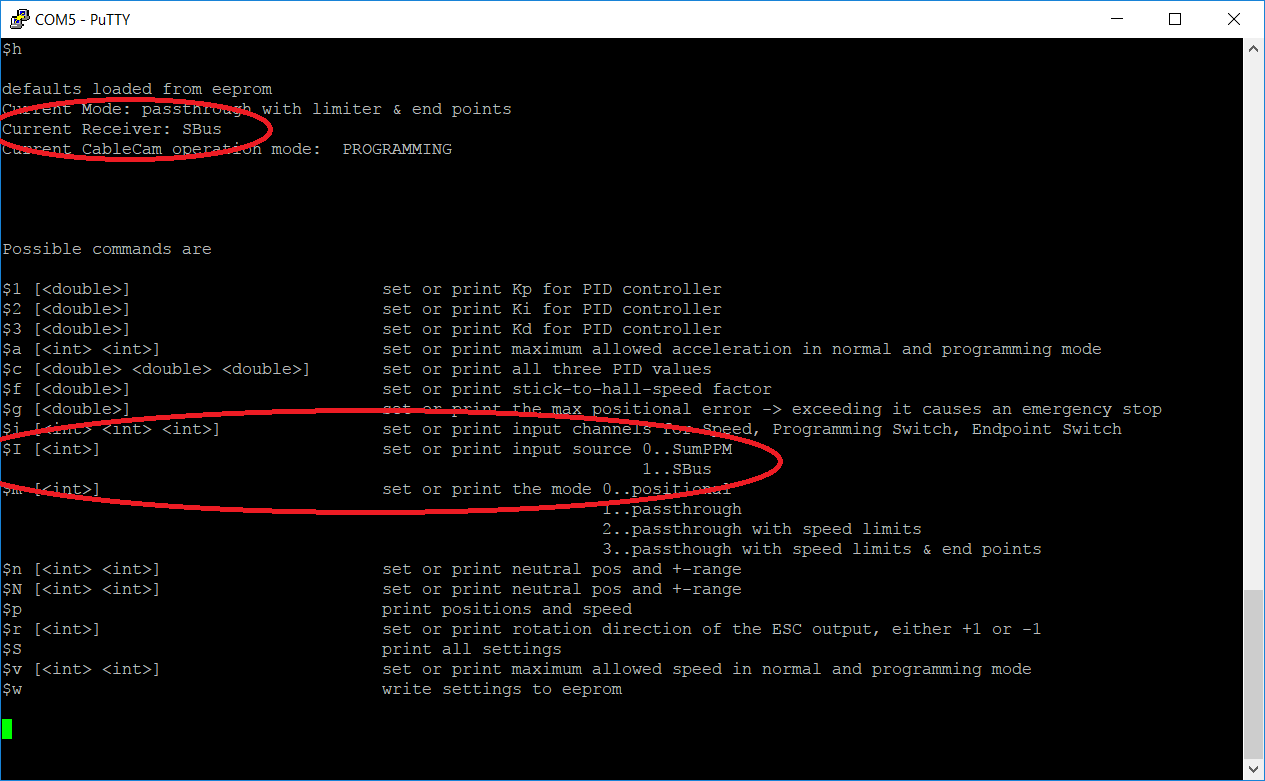 COM5 - PuTTY
$h
defaults loaded from eeprom
Current Mode: passthrough with limiter & end points
Current Receiver: SBus
Current CableCam operation mode:  PROGRAMMING
Possible commands are
$1 [<double>] set or print Kp for PID controller
$2 [<double>] set or print Ki for PID controller
$3 [<double>] set or print Kd for PID controller
$a [<int> <int>] set or print maximum allowed acceleration in normal and programming mode
$c [<double> <double> <double>] set or print all three PID values
$f [<double>] set or print stick-to-hall-speed factor
$g [<double>] set or print the max positional error -> exceeding it causes an emergency stop
$i [<int> <int> <int>] set or print input channels for Speed, Programming Switch, Endpoint Switch
$I [<int>] set or print input source 0..SumPPM
1..SBus
$m [<int>] set or print the mode 0..positional
1..passthrough
2..passthrough with speed limits
3..passthough with speed limits & end points
$n [<int> <int>] set or print neutral pos and +-range
$N [<int> <int>] set or print neutral pos and +-range
$p print positions and speed
$r [<int>] set or print rotation direction of the ESC output, either +1 or -1
$S print all settings
$v [<int> <int>] set or print maximum allowed speed in normal and programming mode
$w write settings to eeprom